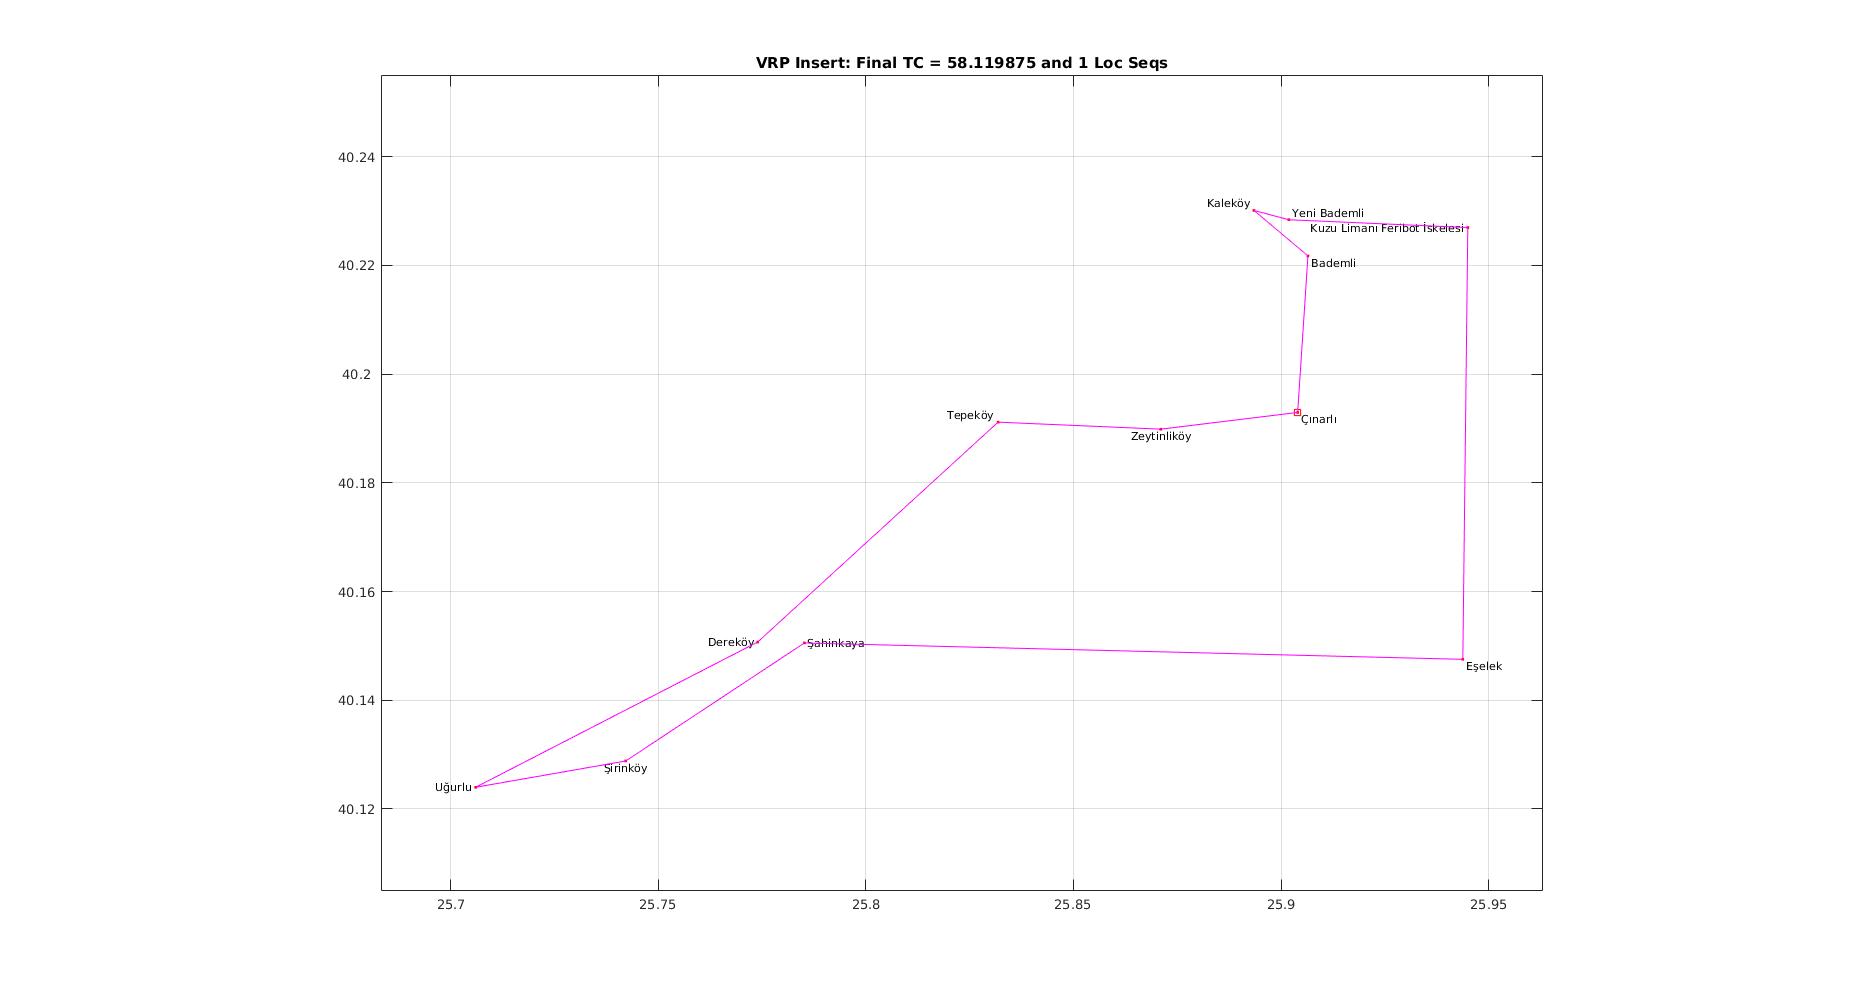 VRP Insert: Final TC = 58.119875 and 1 Loc Seqs
40.24
40.22
40.2
40.18
40.16
40.14
40.12
Kaleköy
Yeni Bademli
Kuzu Limanı Feribot İskelesi
Bademli
Tepeköy
Çınarlı
Zeytinliköy
Dereköy
Şahinkaya
Eşelek
Şirinköy
Uğurlu
25.7
25.75
25.8
25.85
25.9
25.95